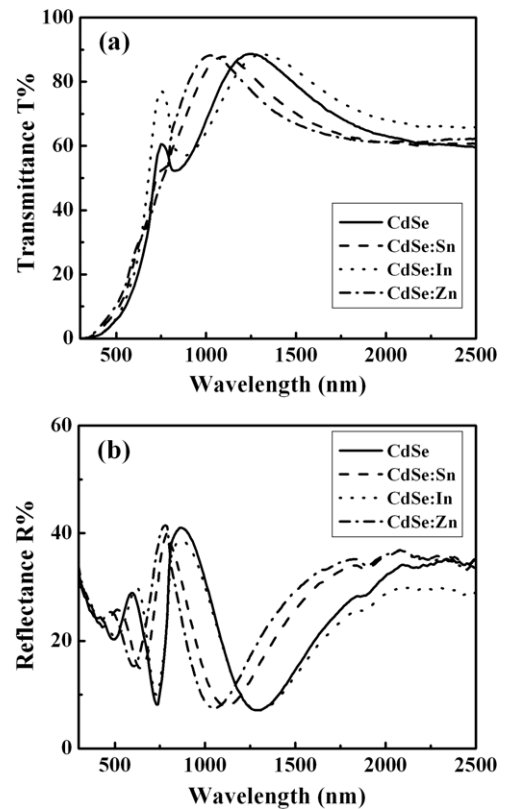 (a)
Transmittance T%
100
80
60
40
20
0
CdSe
CdSe:Sn
CdSe:In
CdSe:Zn
500 1000 1500 2000 2500
Wavelength (nm)
(b)
Reflectance R%
60
40
20
0
CdSe
CdSe:Sn
CdSe:In
CdSe:Zn
500 1000 1500 2000 2500
Wavelength (nm)